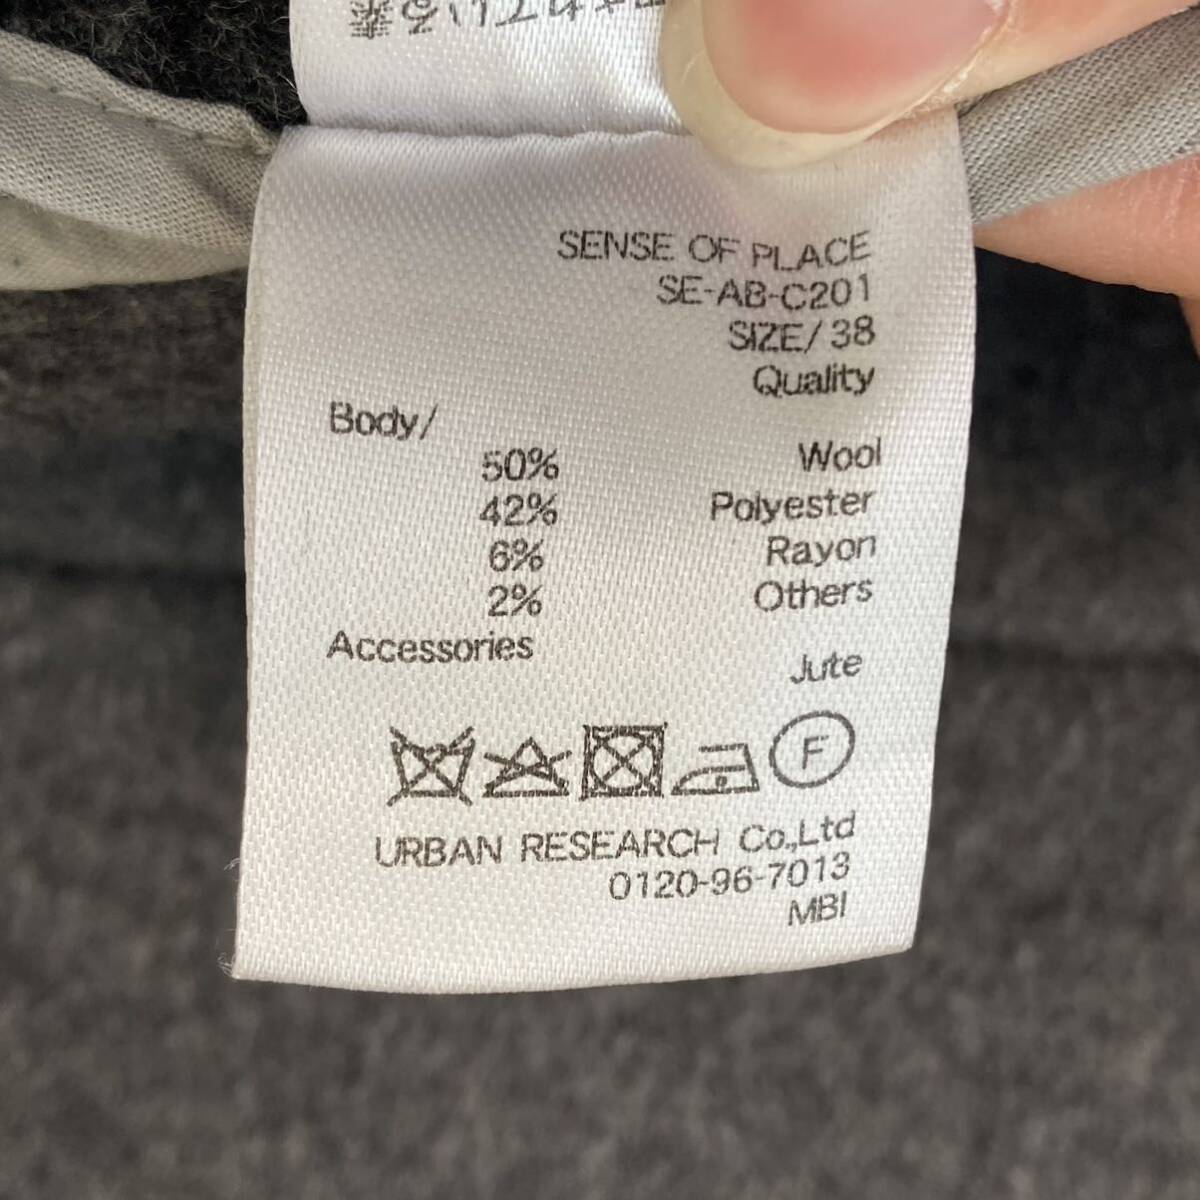 SENSE OF PLACE
SE-AB-C201
SIZE/38
Quality
Body/
50% Wool
42% Polyester
6% Rayon
2% Others
Accessories
Jute
F
URBAN RESEARCH Co.,Ltd
0120-96-7013
MBI